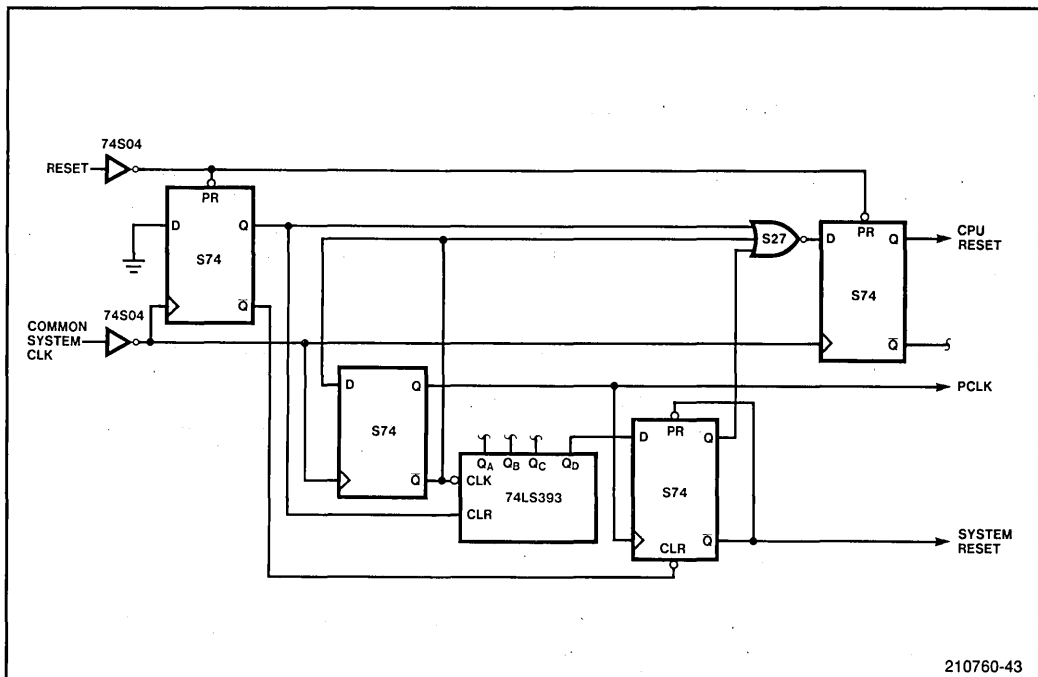 74S04
RESET
PR
D
Q
S74
Q̅
74S04
COMMON
SYSTEM
CLK
S27
PR
D
Q
S74
Q̅
CPU
RESET
D
Q
S74
Q̅
PCLK
QA QB QC QD
CLK
74LS393
CLR
PR
D
Q
S74
CLR
Q̅
SYSTEM
RESET
210760-43